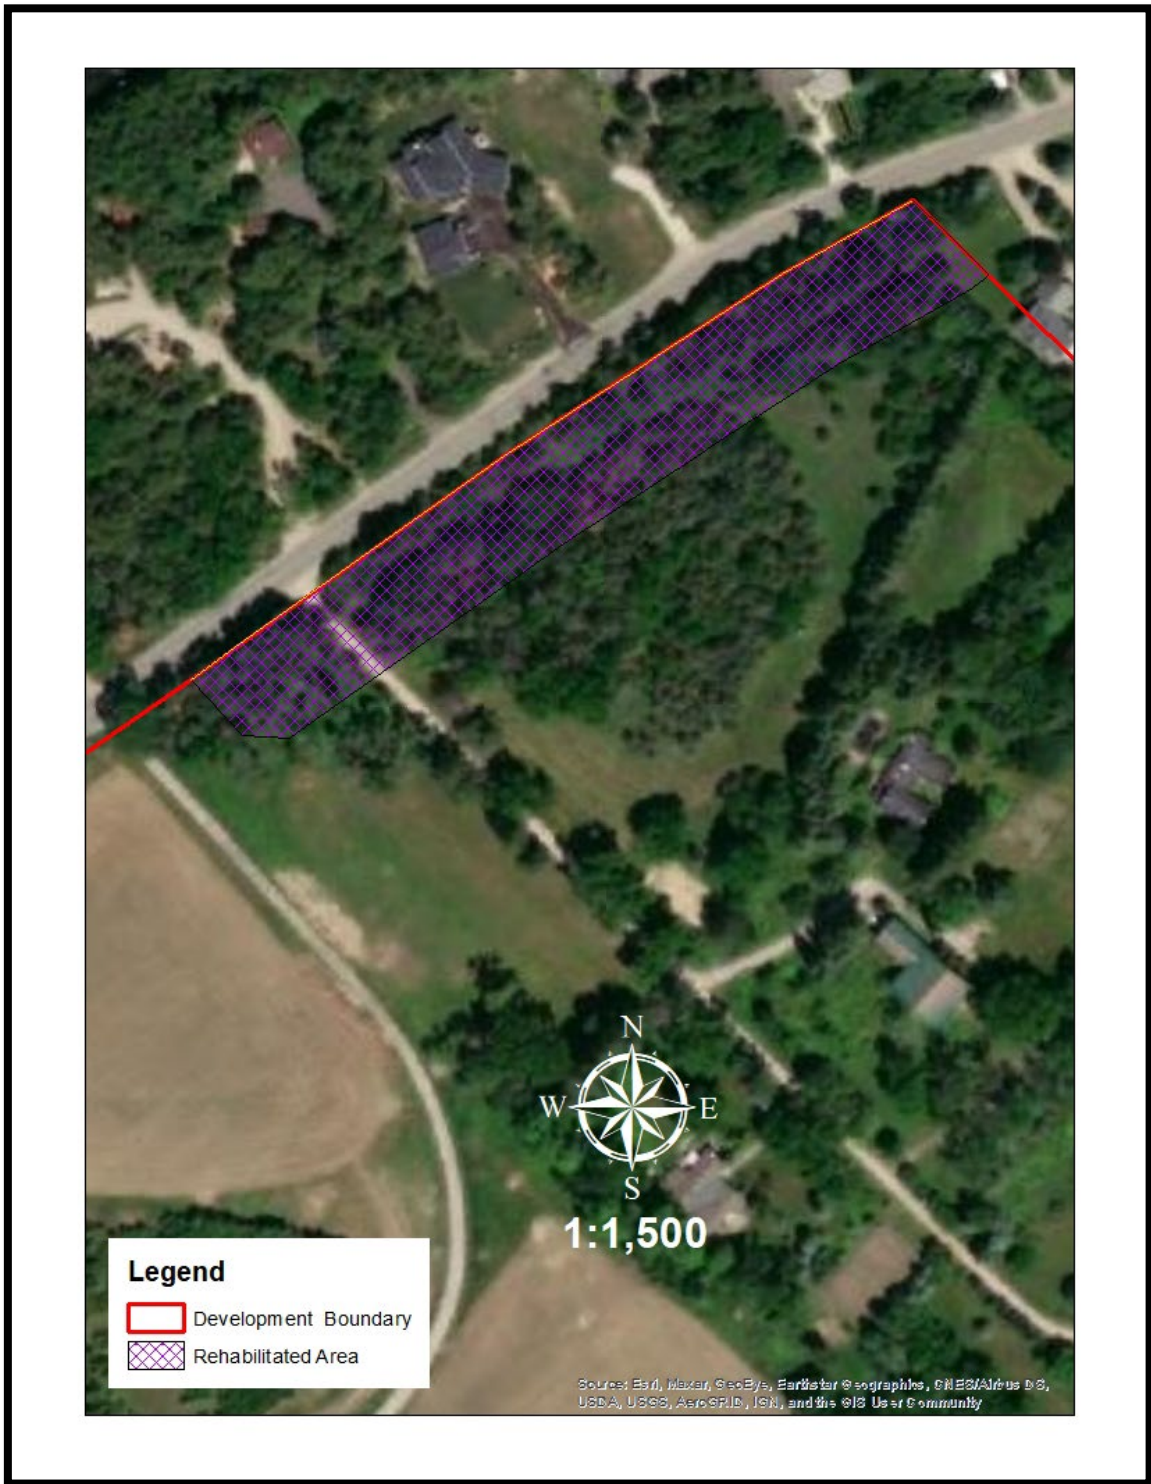 N
W E
S
1:1,500
Legend
Development Boundary
Rehabilitated Area
Source: Esri, Maxar, GeoEye, Earthstar Geographics, CNES/Airbus DS,
USDA, USGS, AeroGRID, IGN, and the GIS User Community